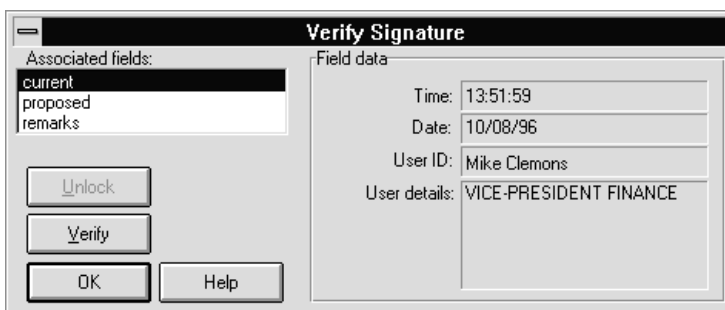 Verify Signature
Associated fields:
current
proposed
remarks
Unlock
Verify
OK
Help
Field data
Time: 13:51:59
Date: 10/08/96
User ID: Mike Clemons
User details: VICE-PRESIDENT FINANCE